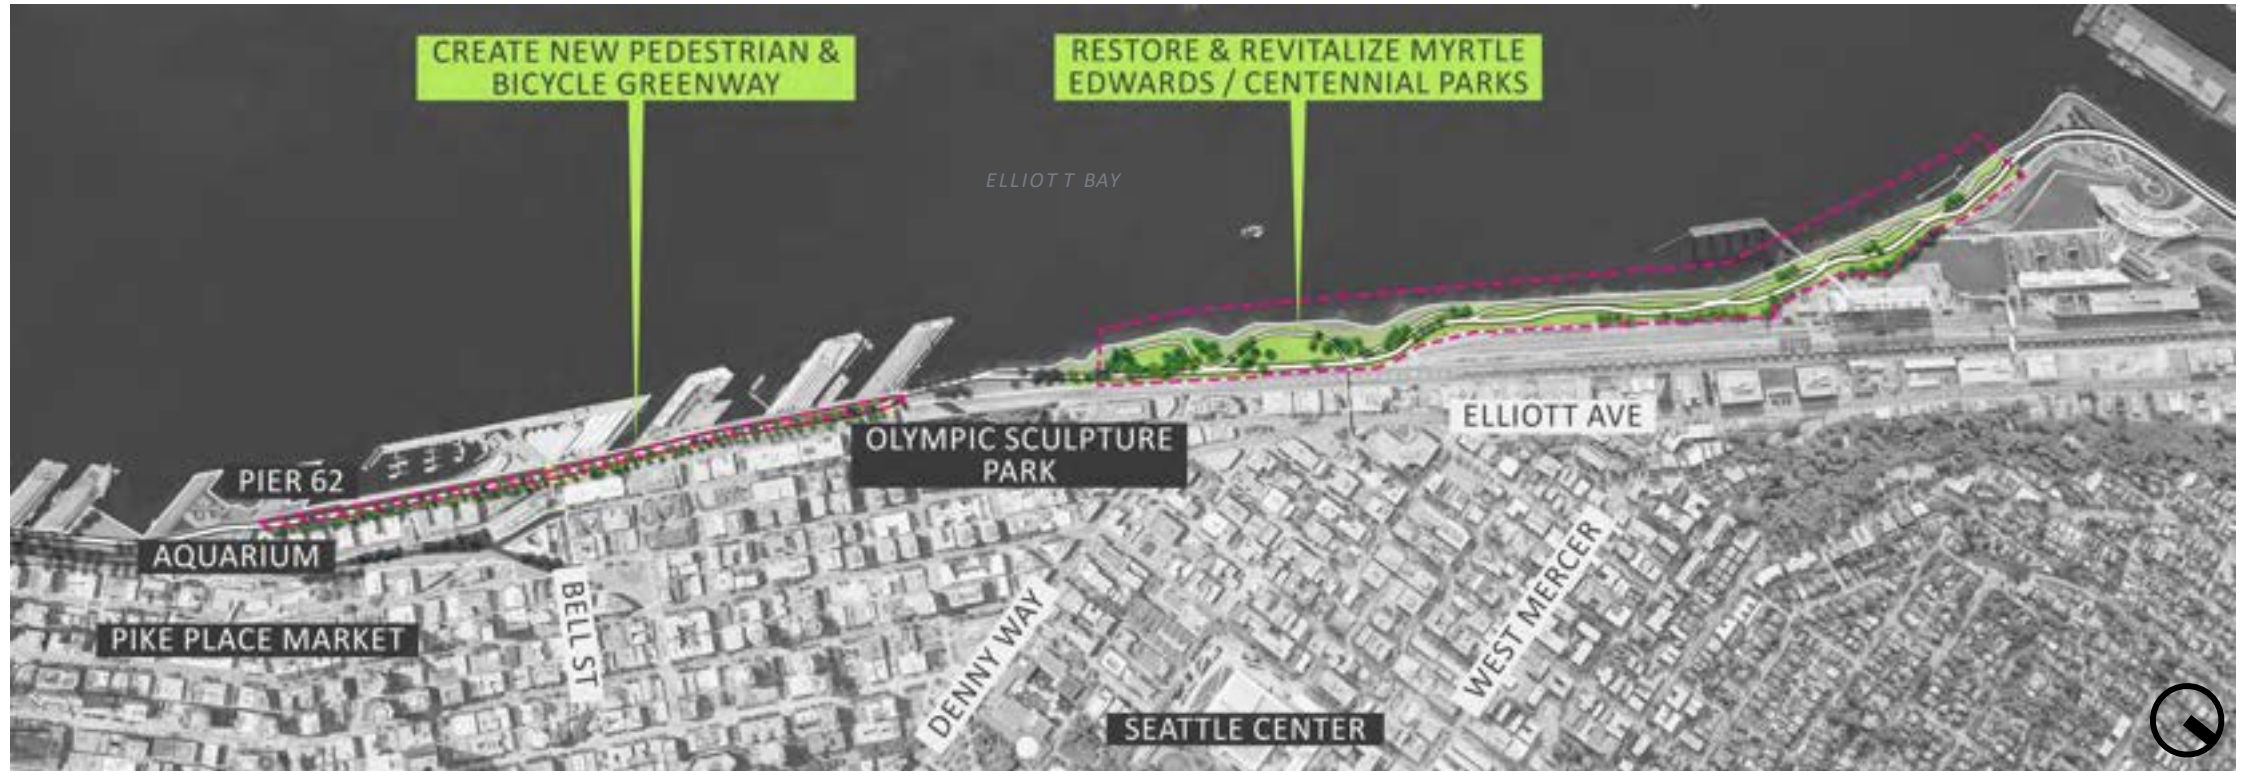 CREATE NEW PEDESTRIAN &
BICYCLE GREENWAY
RESTORE & REVITALIZE MYRTLE
EDWARDS / CENTENNIAL PARKS
ELLIOTT BAY
ELLIOTT AVE
OLYMPIC SCULPTURE
PARK
PIER 62
AQUARIUM
PIKE PLACE MARKET
BELL ST
DENNY WAY
WEST MERCER
SEATTLE CENTER